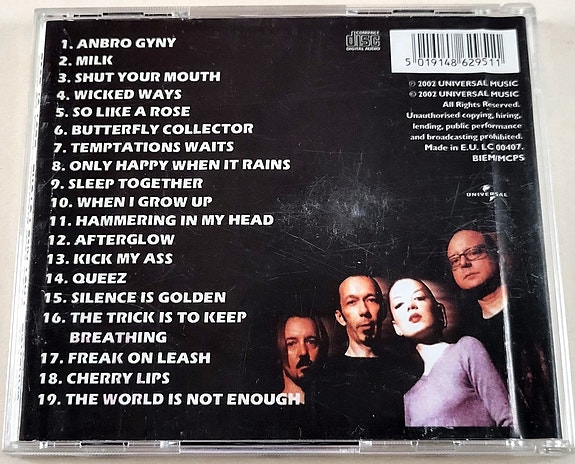 1. ANBRO GYNY
2. MILK
3. SHUT YOUR MOUTH
4. WICKED WAYS
5. SO LIKE A ROSE
6. BUTTERFLY COLLECTOR
7. TEMPTATIONS WAITS
8. ONLY HAPPY WHEN IT RAINS
9. SLEEP TOGETHER
10. WHEN I GROW UP
11. HAMMERING IN MY HEAD
12. AFTERGLOW
13. KICK MY ASS
14. QUEEZ
15. SILENCE IS GOLDEN
16. THE TRICK IS TO KEEP
BREATHING
17. FREAK ON LEASH
18. CHERRY LIPS
19. THE WORLD IS NOT ENOUGH
COMPACT
disc
DIGITAL AUDIO
5 019148 629511
℗ 2002 UNIVERSAL MUSIC
© 2002 UNIVERSAL MUSIC
All Rights Reserved.
Unauthorised copying, hiring,
lending, public performance
and broadcasting prohibited.
Made in E.U. LC 00407.
BIEM/MCPS
UNIVERSAL